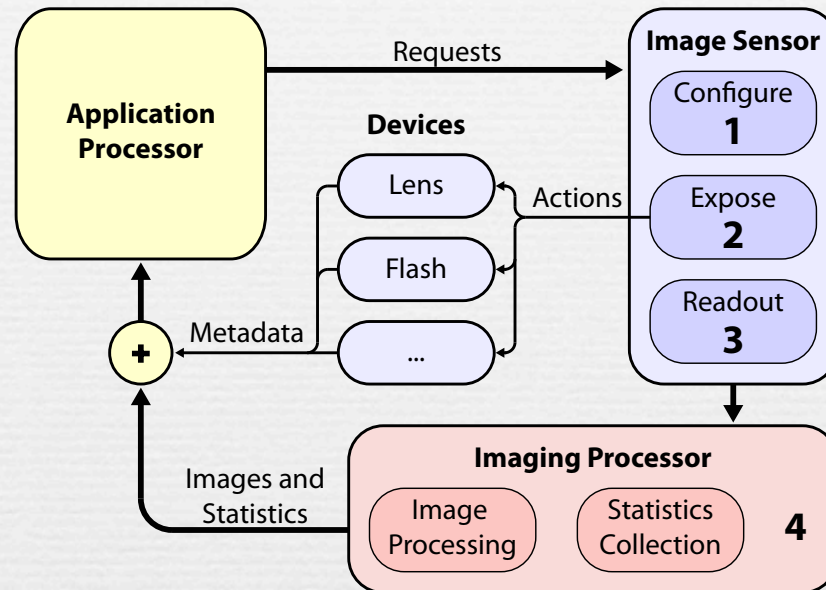 Requests
Image Sensor
Configure
1
Application
Processor
Devices
Lens
Actions
Expose
2
Flash
Readout
3
Metadata
...
+
Imaging Processor
Images and
Statistics
Image
Processing
Statistics
Collection
4